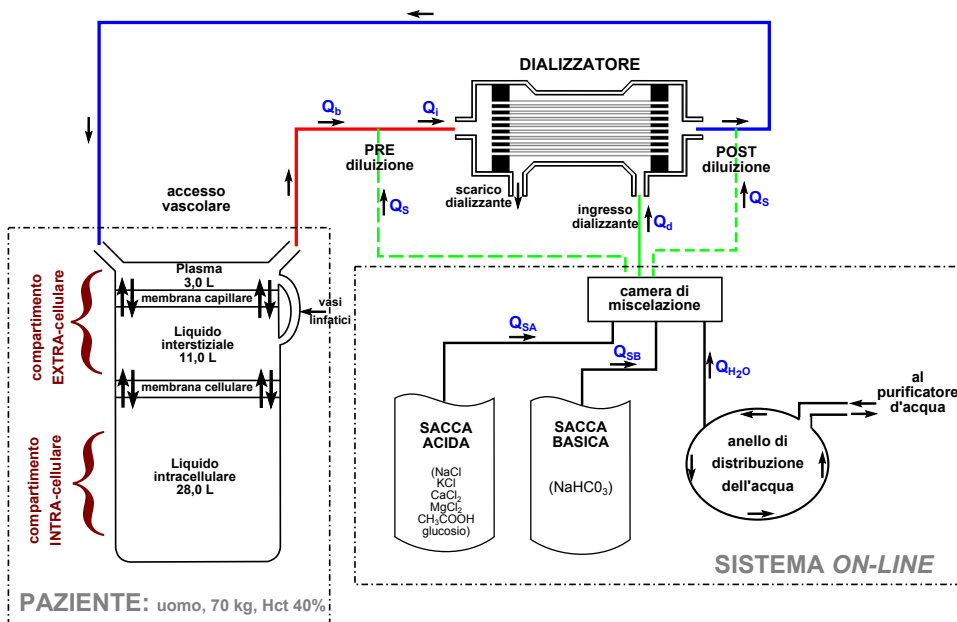 DIALIZZATORE
Q_b
Q_i
PRE
diluizione
POST
diluizione
accesso
vascolare
Q_S
scarico
dializzante
ingresso
dializzante
Q_d
Q_S
Plasma
3,0 L
membrana capillare
vasi
linfatici
Liquido
interstiziale
11,0 L
membrana cellulare
Liquido
intracellulare
28,0 L
compartimento
EXTRA-cellulare
compartimento
INTRA-cellulare
PAZIENTE: uomo, 70 kg, Hct 40%
camera di
miscelazione
Q_SA
Q_SB
Q_H2O
al
purificatore
d'acqua
SACCA
ACIDA
(NaCl
KCl
CaCl2
MgCl2
CH3COOH
glucosio)
SACCA
BASICA
(NaHC03)
anello di
distribuzione
dell'acqua
SISTEMA ON-LINE